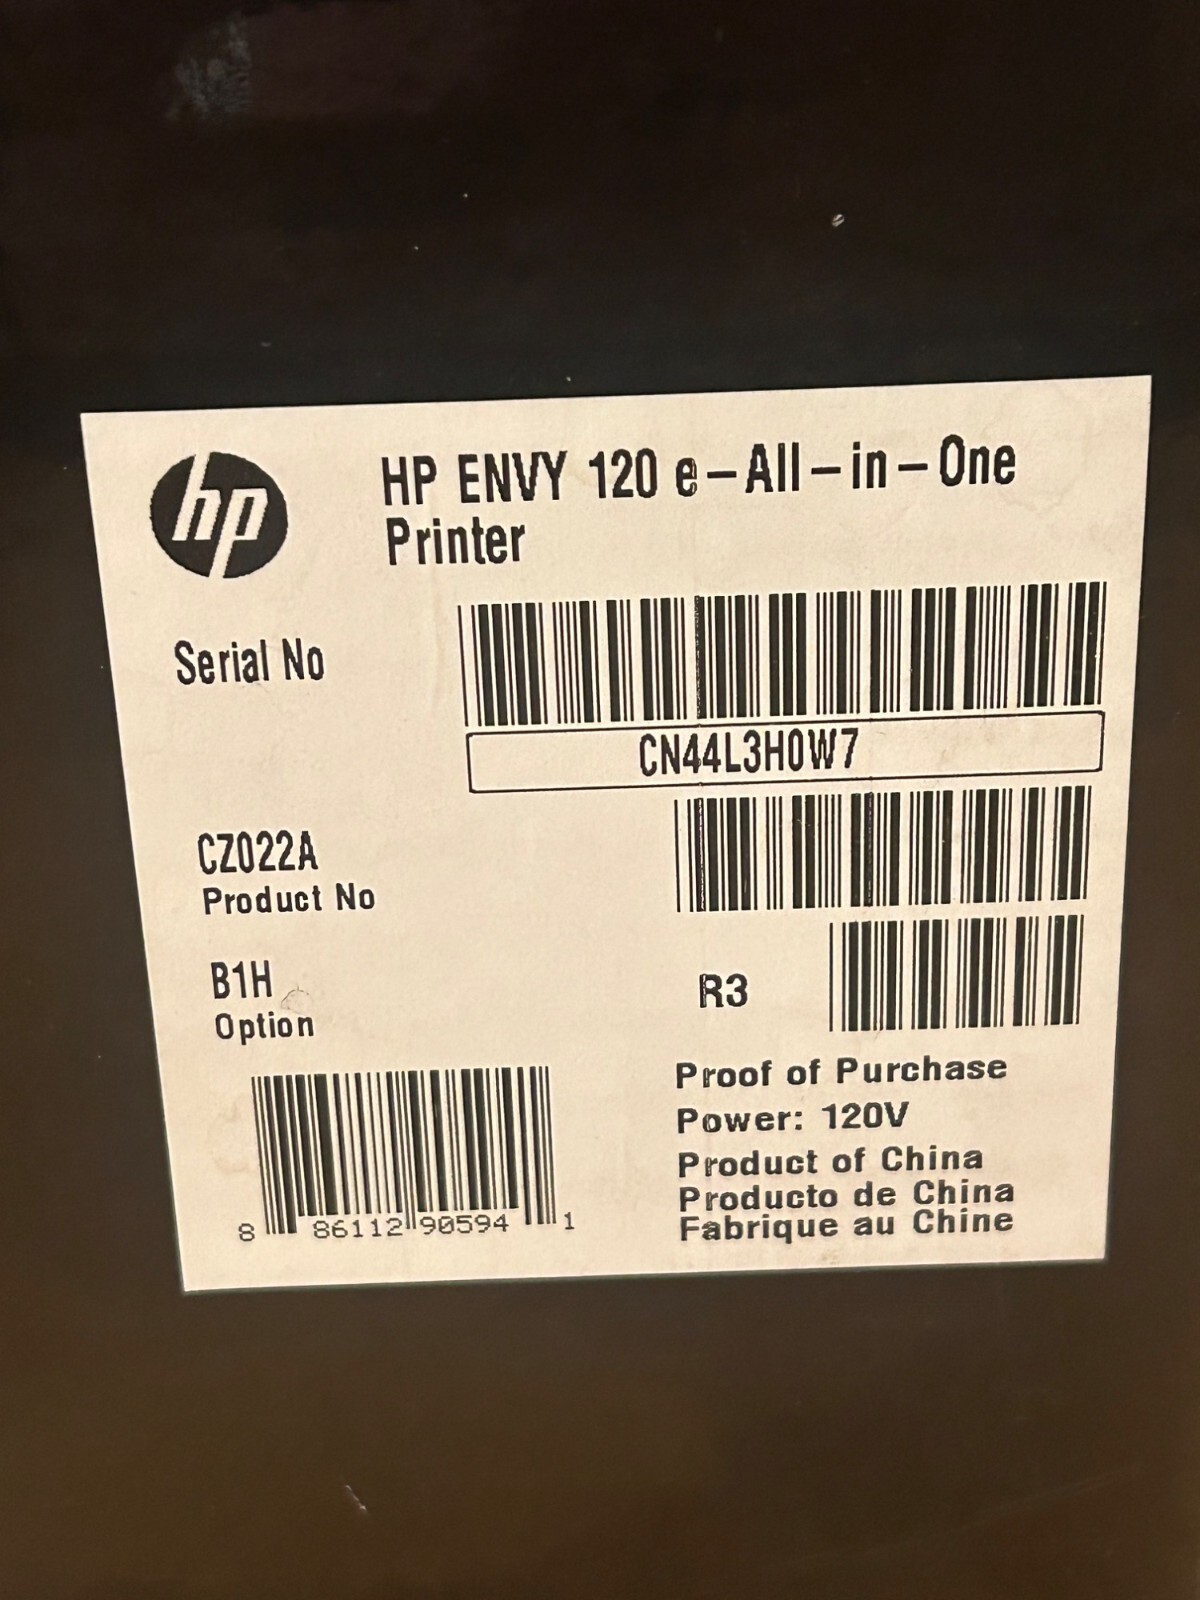 hp
HP ENVY 120 e-All-in-One
Printer
Serial No
CN44L3H0W7
CZ022A
Product No
B1H
Option
R3
8 86112 90594 1
Proof of Purchase
Power: 120V
Product of China
Producto de China
Fabrique au Chine